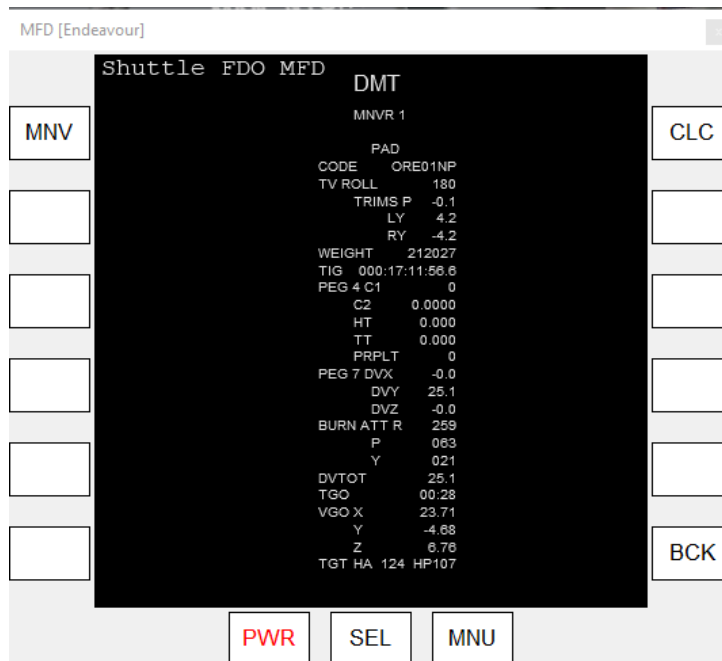 MFD [Endeavour]
Shuttle FDO MFD
DMT
MNVR 1
MNV
CLC
PAD
CODE ORE01NP
TV ROLL 180
TRIMS P -0.1
LY 4.2
RY -4.2
WEIGHT 212027
TIG 000:17:11:56.6
PEG 4 C1 0
C2 0.0000
HT 0.000
TT 0.000
PRPLT 0
PEG 7 DVX -0.0
DVY 25.1
DVZ -0.0
BURN ATT R 259
P 063
Y 021
DVTOT 25.1
TGO 00:28
VGO X 23.71
Y -4.68
Z 6.76
TGT HA 124 HP107
BCK
PWR SEL MNU